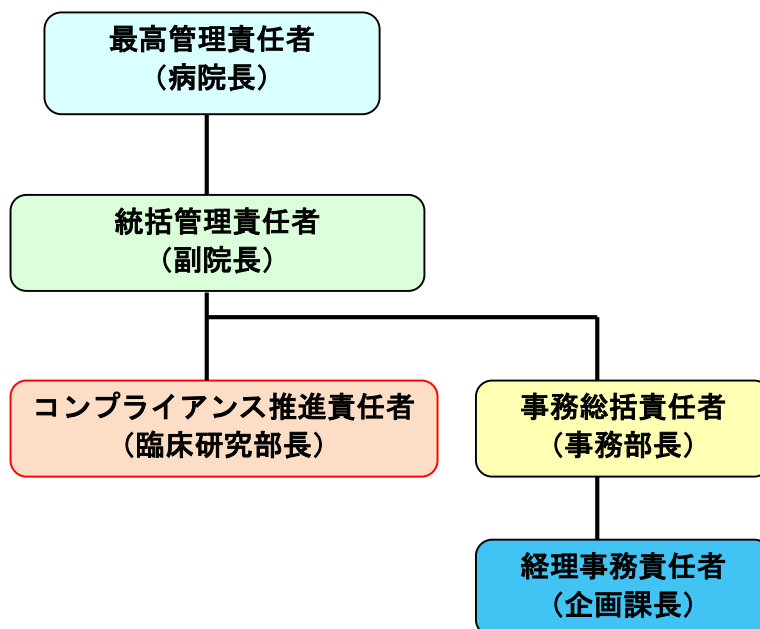 最高管理責任者
（病院長）
統括管理責任者
（副院長）
コンプライアンス推進責任者
（臨床研究部長）
事務総括責任者
（事務部長）
経理事務責任者
（企画課長）